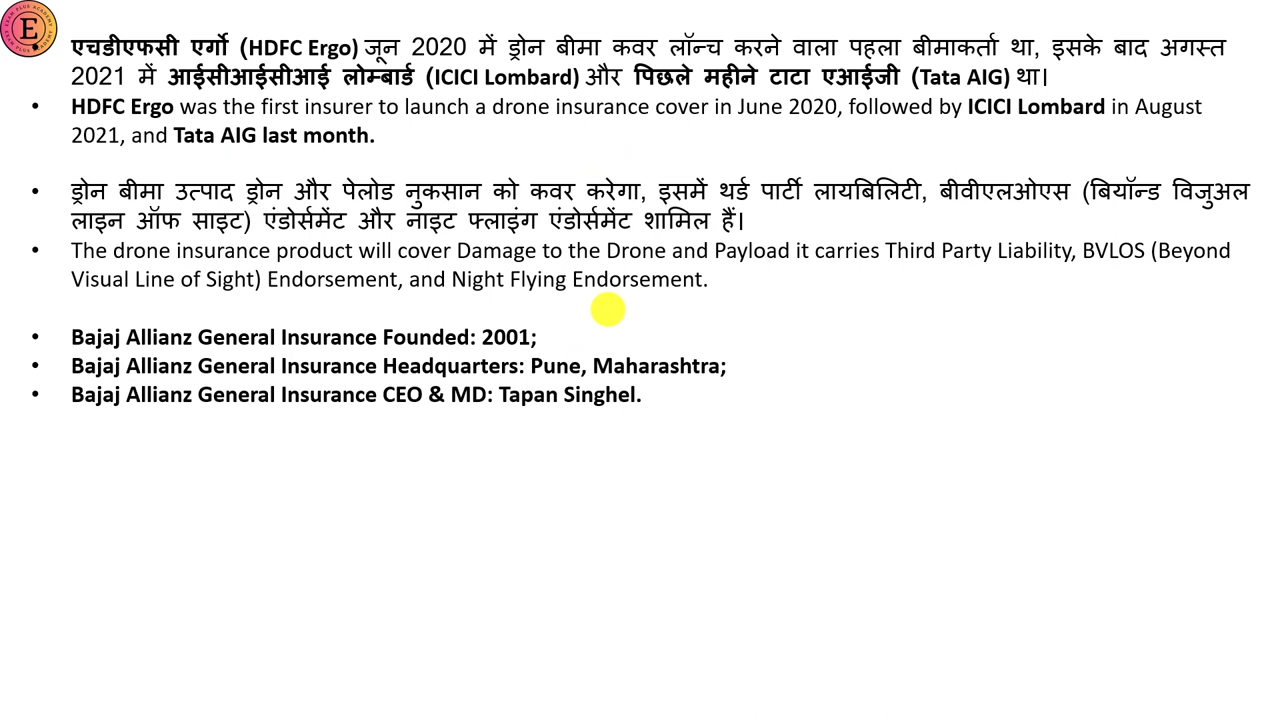 E
एचडीएफसी एर्गो (HDFC Ergo) जून 2020 में ड्रोन बीमा कवर लॉन्च करने वाला पहला बीमाकर्ता था, इसके बाद अगस्त
2021 में आईसीआईसीआई लोम्बार्ड (ICICI Lombard) और पिछले महीने टाटा एआईजी (Tata AIG) था।
• HDFC Ergo was the first insurer to launch a drone insurance cover in June 2020, followed by ICICI Lombard in August
2021, and Tata AIG last month.
• ड्रोन बीमा उत्पाद ड्रोन और पेलोड नुकसान को कवर करेगा, इसमें थर्ड पार्टी लायबिलिटी, बीवीएलओएस (बियॉन्ड विजुअल
लाइन ऑफ साइट) एंडोर्समेंट और नाइट फ्लाइंग एंडोर्समेंट शामिल हैं।
• The drone insurance product will cover Damage to the Drone and Payload it carries Third Party Liability, BVLOS (Beyond
Visual Line of Sight) Endorsement, and Night Flying Endorsement.
• Bajaj Allianz General Insurance Founded: 2001;
• Bajaj Allianz General Insurance Headquarters: Pune, Maharashtra;
• Bajaj Allianz General Insurance CEO & MD: Tapan Singhel.